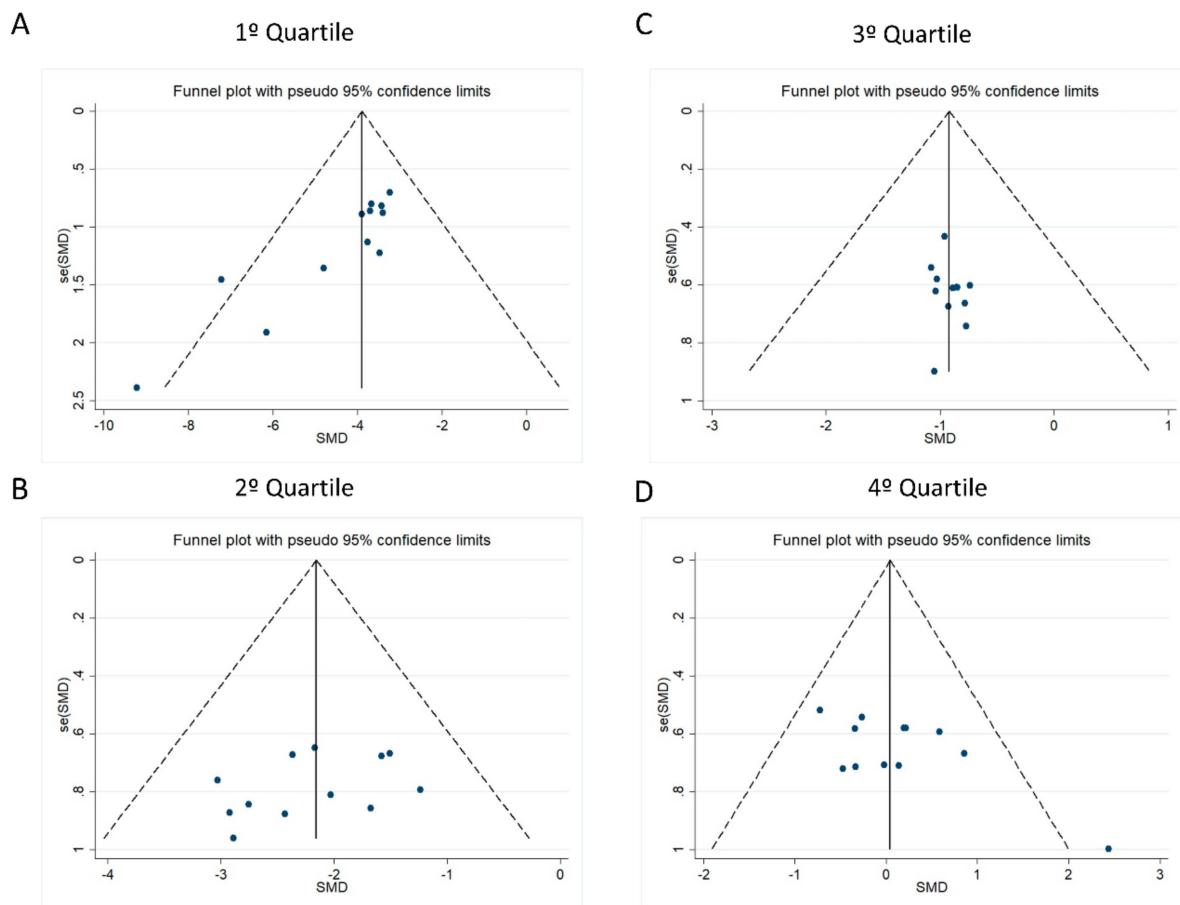 A
1º Quartile
Funnel plot with pseudo 95% confidence limits
0
.5
1
1.5
2
2.5
se(SMD)
-10
-8
-6
-4
-2
0
SMD
B
2º Quartile
Funnel plot with pseudo 95% confidence limits
0
.2
.4
.6
.8
1
se(SMD)
-4
-3
-2
-1
0
SMD
C
3º Quartile
Funnel plot with pseudo 95% confidence limits
0
.2
.4
.6
.8
1
se(SMD)
-3
-2
-1
0
1
SMD
D
4º Quartile
Funnel plot with pseudo 95% confidence limits
0
.2
.4
.6
.8
1
se(SMD)
-2
-1
0
1
2
3
SMD